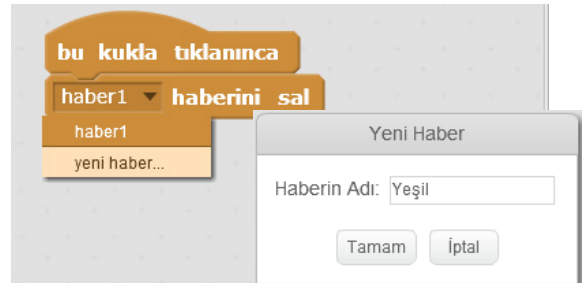 bu kukla tıklanınca
haber1 haberini sal
haber1
yeni haber...
Yeni Haber
Haberin Adı: Yeşil
Tamam İptal